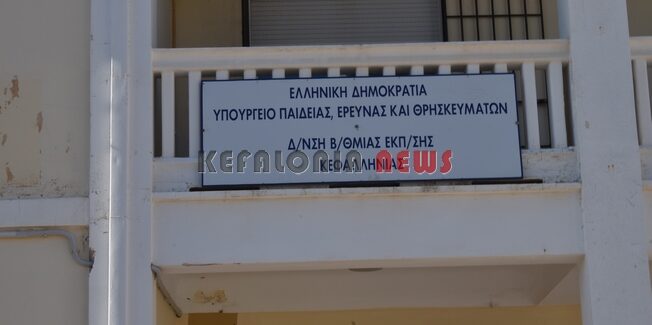 ΕΛΛΗΝΙΚΗ ΔΗΜΟΚΡΑΤΙΑ
ΥΠΟΥΡΓΕΙΟ ΠΑΙΔΕΙΑΣ, ΕΡΕΥΝΑΣ ΚΑΙ ΘΡΗΣΚΕΥΜΑΤΩΝ
Δ/ΝΣΗ Β/ΘΜΙΑΣ ΕΚΠ/ΣΗΣ
KEFALONIA NEWS
ΚΕΦΑΛΛΗΝΙΑΣ